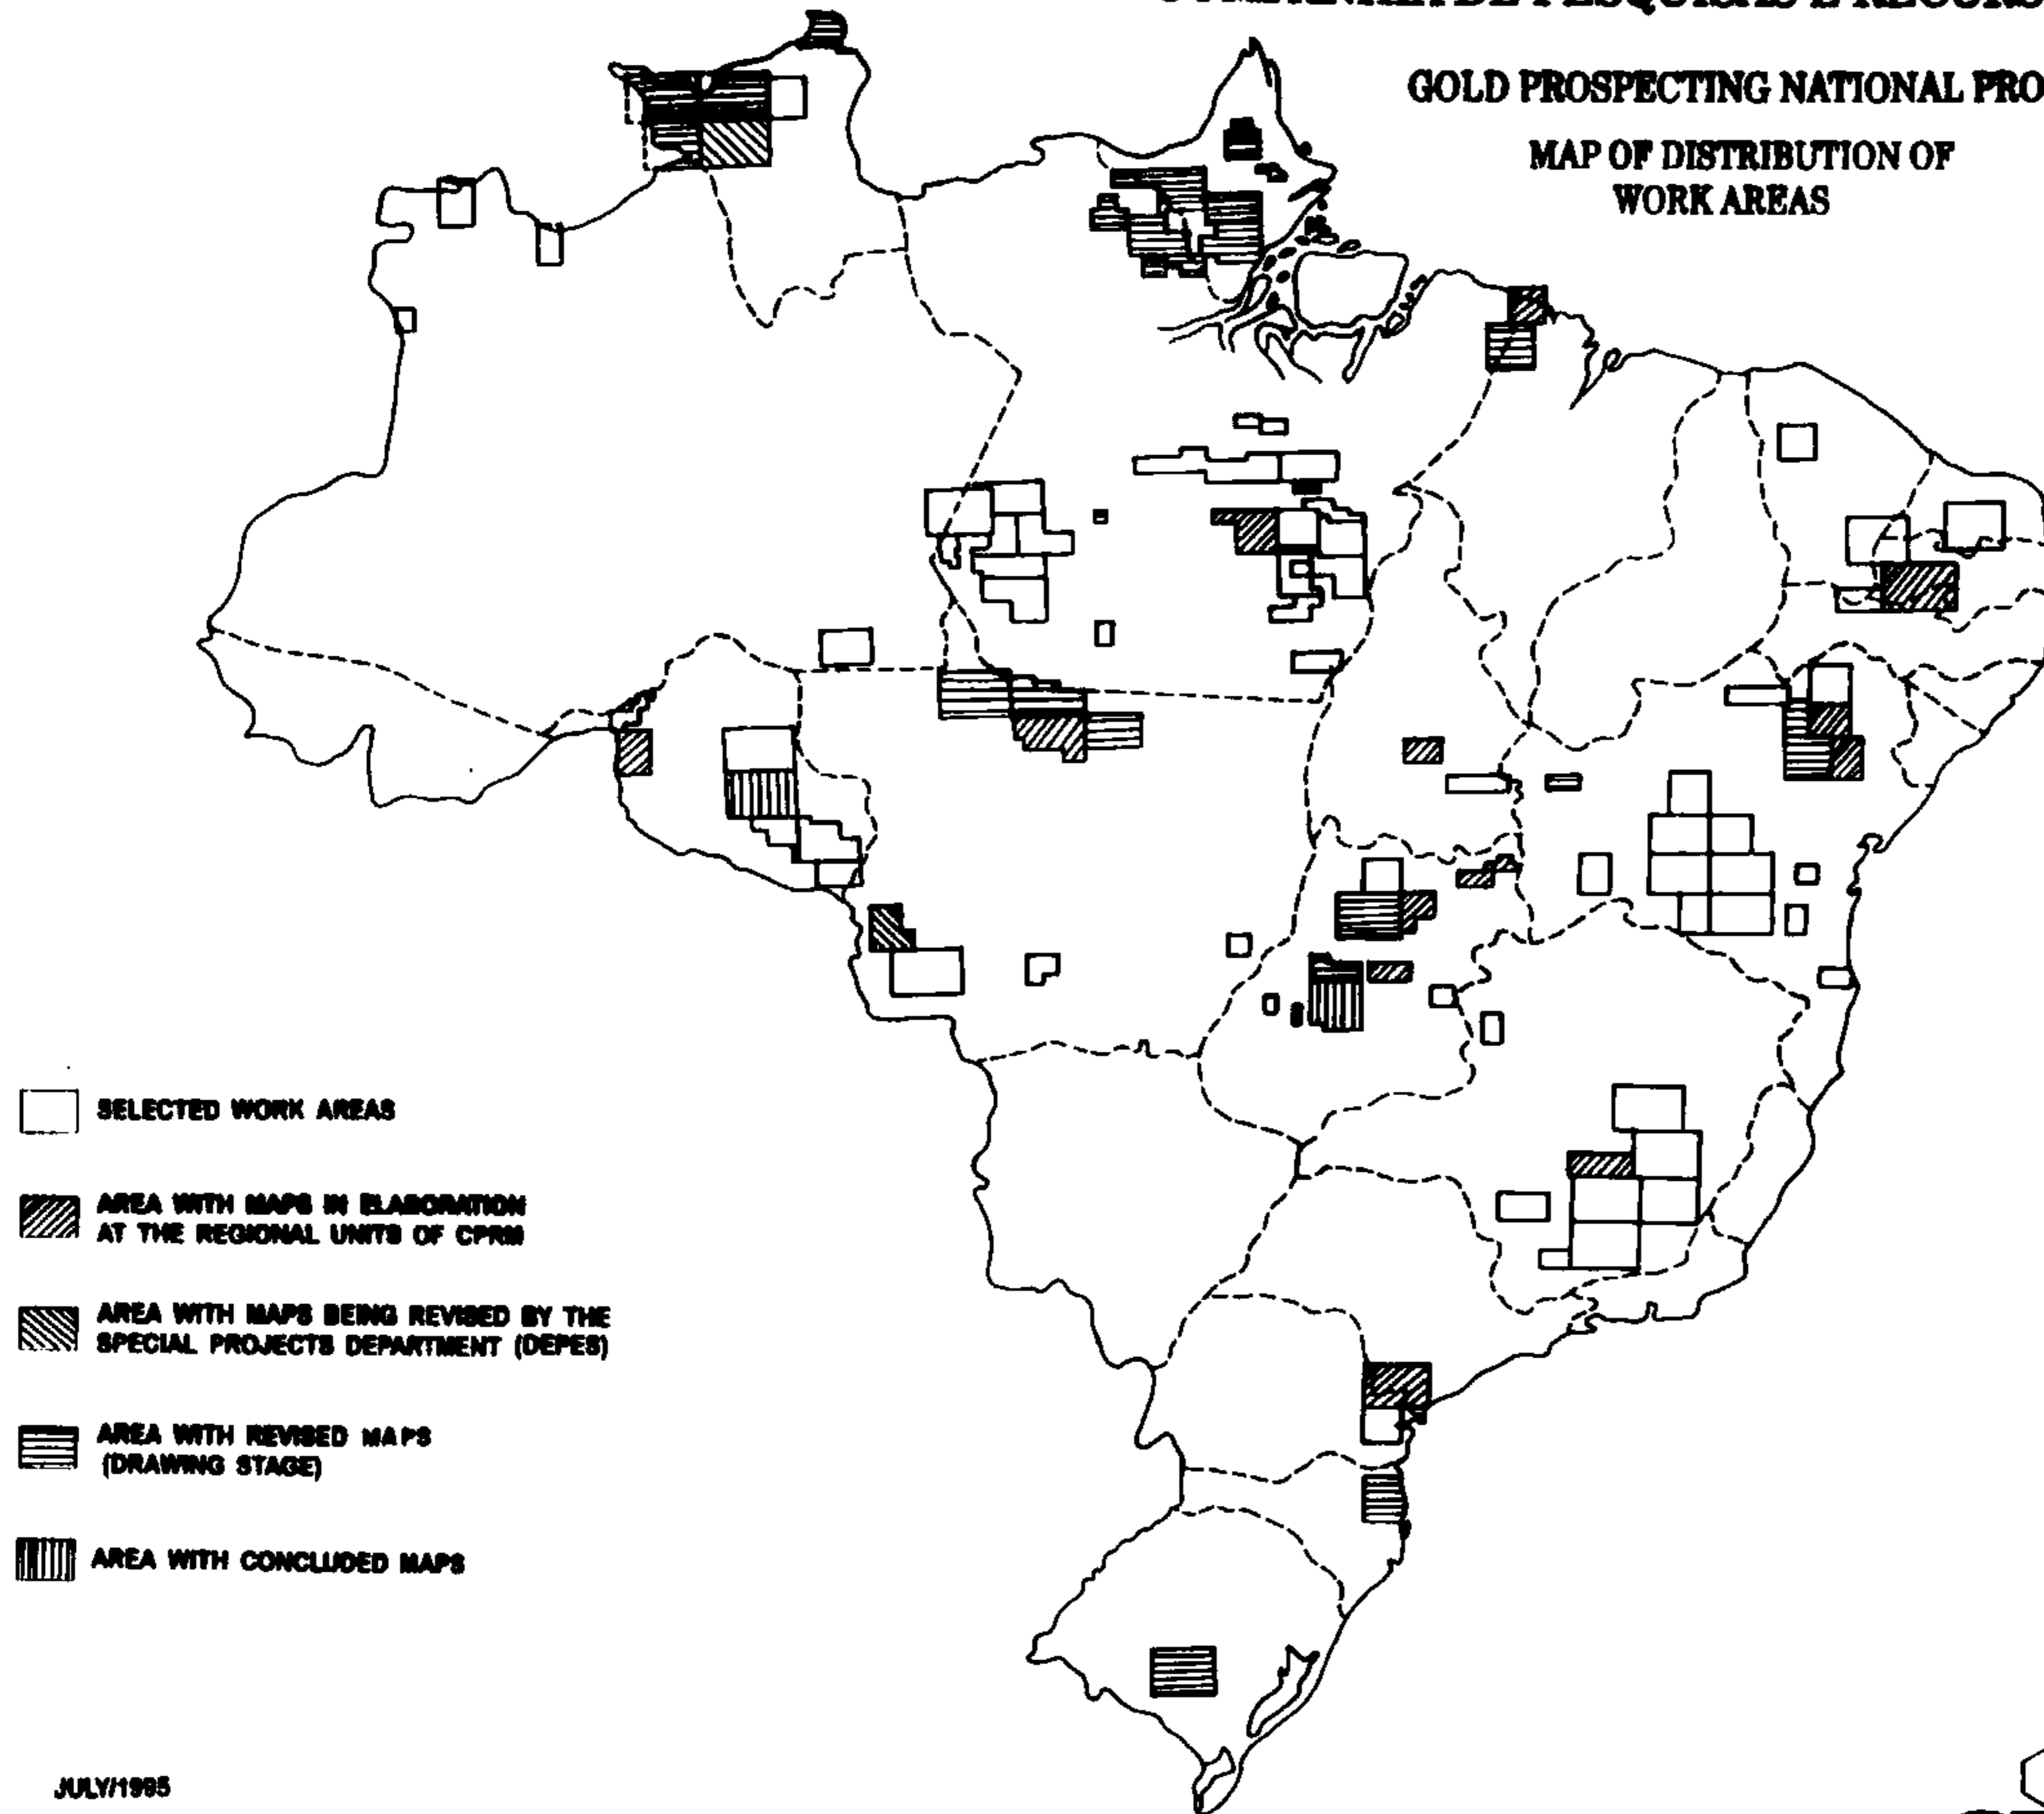 GOLD PROSPECTING NATIONAL PRO
MAP OF DISTRIBUTION OF
WORK AREAS
SELECTED WORK AREAS
AREA WITH MAPS IN ELABORATION
AT THE REGIONAL UNITS OF CPRM
AREA WITH MAPS BEING REVISED BY THE
SPECIAL PROJECTS DEPARTMENT (DEPES)
AREA WITH REVISED MAPS
(DRAWING STAGE)
AREA WITH CONCLUDED MAPS
JULY/1995